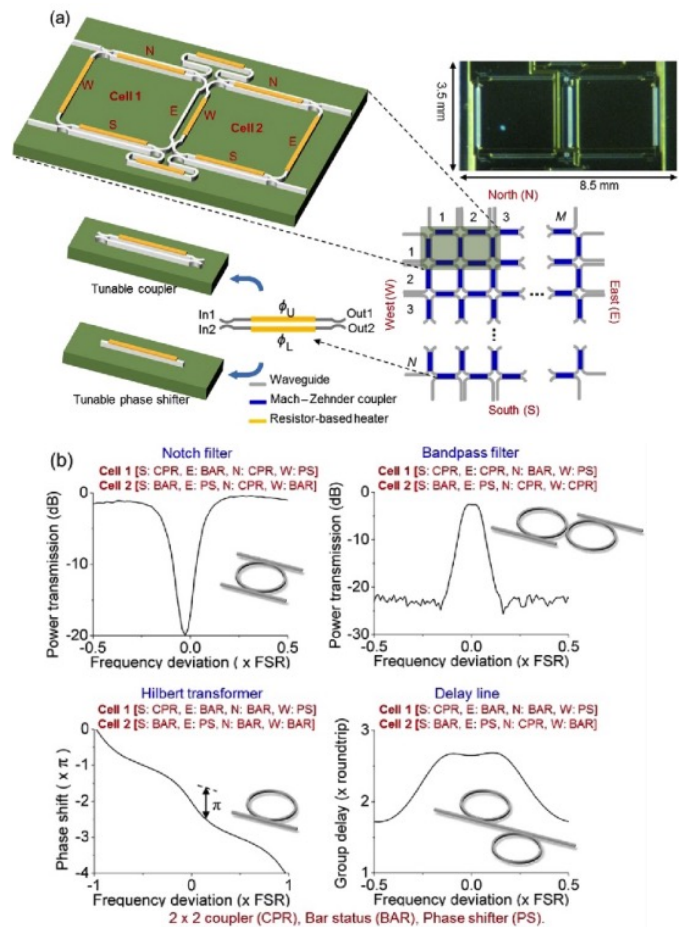 (a)
N
N
W
Cell 1
E
W
Cell 2
E
S
S
3.5 mm
8.5 mm
North (N)
1 2 3 M
1
2
3
N
West (W)
East (E)
South (S)
Tunable coupler
ϕU
In1 Out1
In2 Out2
ϕL
Tunable phase shifter
Waveguide
Mach–Zehnder coupler
Resistor-based heater
(b)
Notch filter
Cell 1 [S: CPR, E: BAR, N: CPR, W: PS]
Cell 2 [S: BAR, E: PS, N: CPR, W: BAR]
Power transmission (dB)
0
-10
-20
-0.5 0 0.5
Frequency deviation ( x FSR)
Bandpass filter
Cell 1 [S: CPR, E: CPR, N: BAR, W: PS]
Cell 2 [S: BAR, E: PS, N: CPR, W: CPR]
Power transmission (dB)
0
-10
-20
-30
-0.5 0 0.5
Frequency deviation (x FSR)
Hilbert transformer
Cell 1 [S: CPR, E: BAR, N: BAR, W: PS]
Cell 2 [S: BAR, E: PS, N: BAR, W: BAR]
Phase shift ( x π)
0
-1
-2
-3
-4
π
-1 0 1
Frequency deviation (x FSR)
Delay line
Cell 1 [S: CPR, E: BAR, N: BAR, W: PS]
Cell 2 [S: BAR, E: PS, N: CPR, W: BAR]
Group delay (x roundtrip)
3
2
1
-0.5 0 0.5
Frequency deviation (x FSR)
2 x 2 coupler (CPR), Bar status (BAR), Phase shifter (PS).